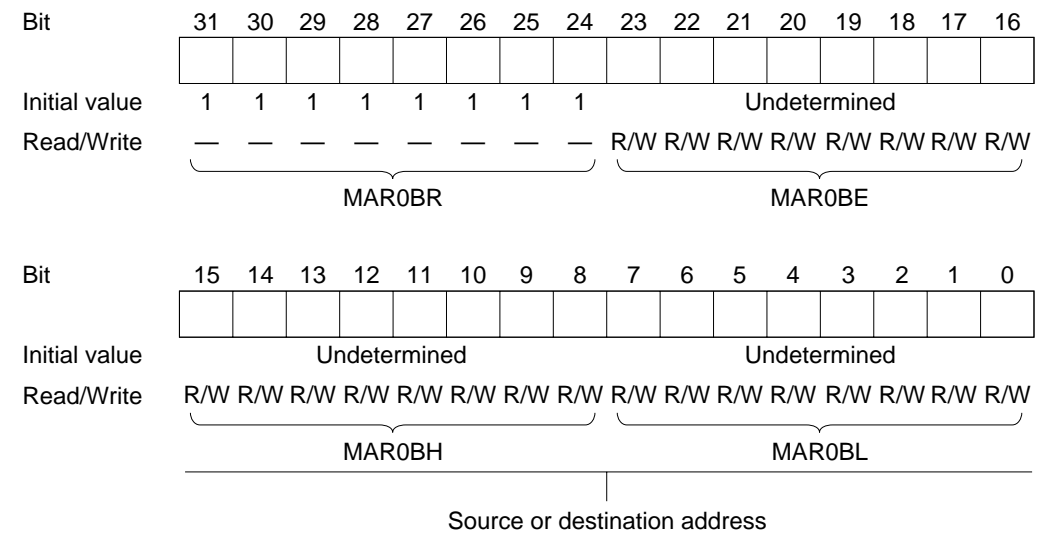 Bit 31 30 29 28 27 26 25 24 23 22 21 20 19 18 17 16
Initial value 1 1 1 1 1 1 1 1 Undetermined
Read/Write — — — — — — — — R/W R/W R/W R/W R/W R/W R/W R/W
MAR0BR MAR0BE
Bit 15 14 13 12 11 10 9 8 7 6 5 4 3 2 1 0
Initial value Undetermined Undetermined
Read/Write R/W R/W R/W R/W R/W R/W R/W R/W R/W R/W R/W R/W R/W R/W R/W R/W
MAR0BH MAR0BL
Source or destination address